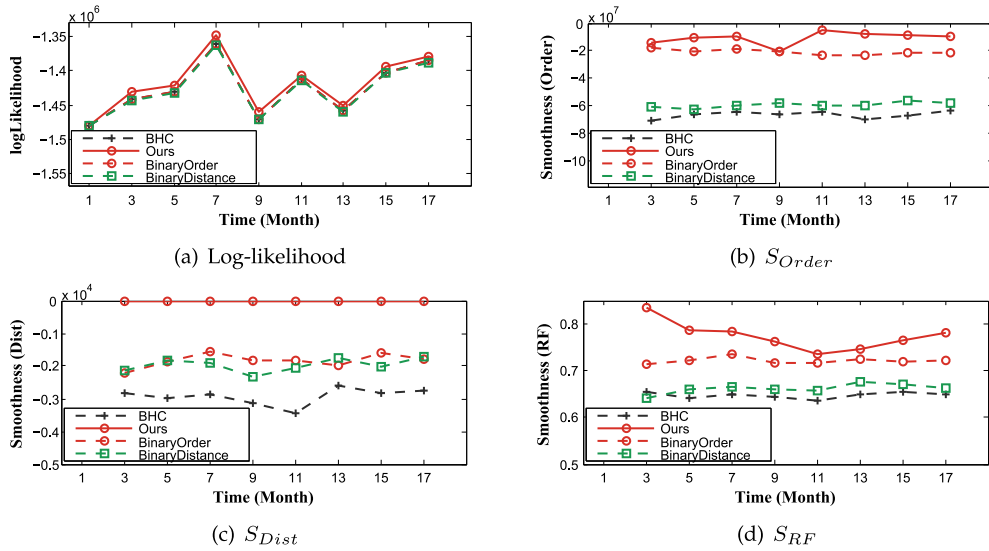 x 10^6
−1.35
−1.4
−1.45
−1.5
−1.55
logLikelihood
BHC
Ours
BinaryOrder
BinaryDistance
1 3 5 7 9 11 13 15 17
Time (Month)
(a) Log-likelihood
x 10^7
0
−2
−4
−6
−8
−10
Smoothness (Order)
BHC
Ours
BinaryOrder
BinaryDistance
1 3 5 7 9 11 13 15 17
Time (Month)
(b) S_Order
x 10^4
0
−0.1
−0.2
−0.3
−0.4
−0.5
Smoothness (Dist)
BHC
Ours
BinaryOrder
BinaryDistance
1 3 5 7 9 11 13 15 17
Time (Month)
(c) S_Dist
0.8
0.7
0.6
0.5
Smoothness (RF)
BHC
Ours
BinaryOrder
BinaryDistance
1 3 5 7 9 11 13 15 17
Time (Month)
(d) S_RF